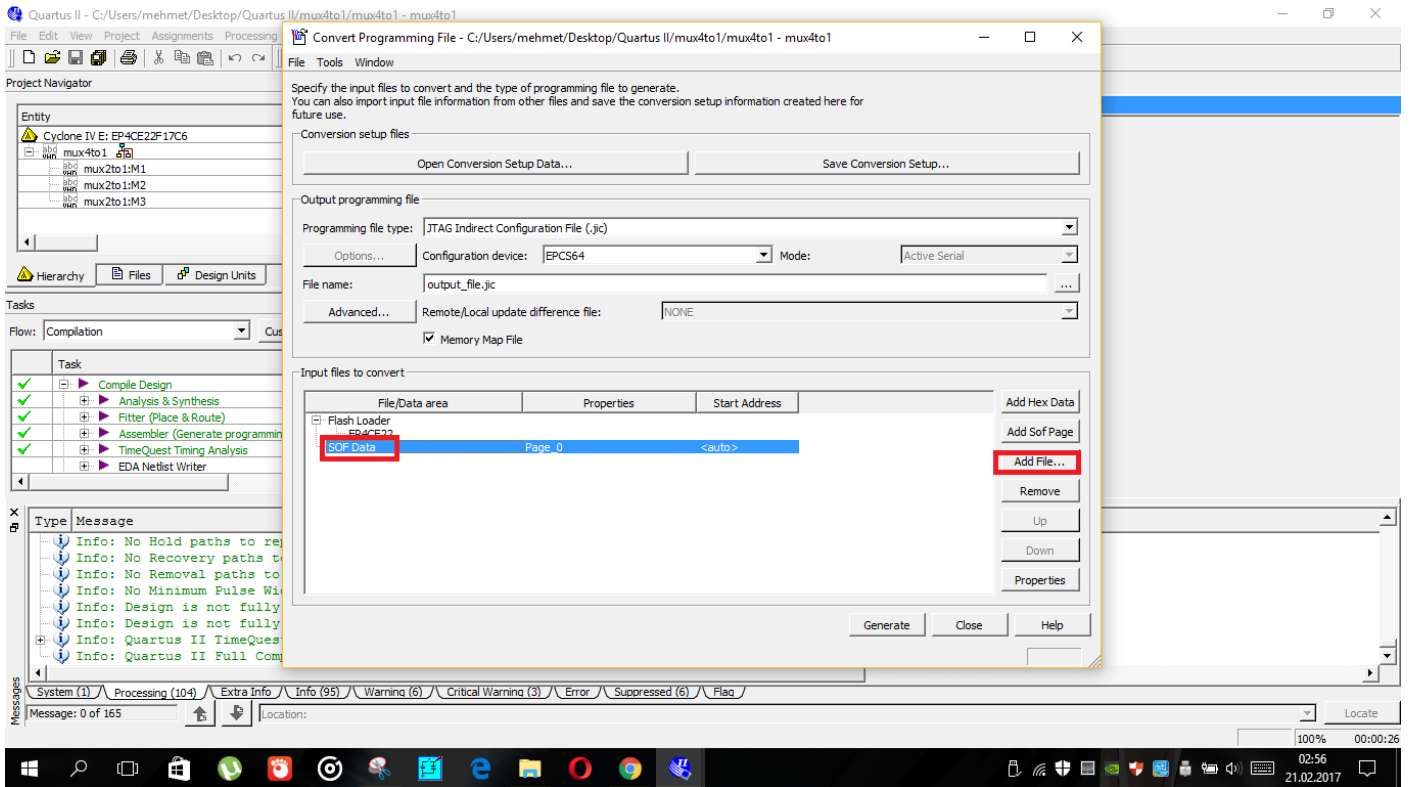 Quartus II - C:/Users/mehmet/Desktop/Quartus II/mux4to1/mux4to1 - mux4to1
File Edit View Project Assignments Processing
Project Navigator
Entity
Cyclone IV E: EP4CE22F17C6
mux4to1
mux2to1:M1
mux2to1:M2
mux2to1:M3
Hierarchy Files Design Units
Tasks
Flow: Compilation Cus
Task
Compile Design
Analysis & Synthesis
Fitter (Place & Route)
Assembler (Generate programmin
TimeQuest Timing Analysis
EDA Netlist Writer
Convert Programming File - C:/Users/mehmet/Desktop/Quartus II/mux4to1/mux4to1 - mux4to1
File Tools Window
Specify the input files to convert and the type of programming file to generate.
You can also import input file information from other files and save the conversion setup information created here for
future use.
Conversion setup files
Open Conversion Setup Data... Save Conversion Setup...
Output programming file
Programming file type: JTAG Indirect Configuration File (.jic)
Options... Configuration device: EPCS64 Mode: Active Serial
File name: output_file.jic ...
Advanced... Remote/Local update difference file: NONE
Memory Map File
Input files to convert
File/Data area Properties Start Address
Flash Loader
EP4CE22
SOF Data Page_0 <auto>
Add Hex Data
Add Sof Page
Add File...
Remove
Up
Down
Properties
Generate Close Help
Type Message
Info: No Hold paths to re
Info: No Recovery paths t
Info: No Removal paths to
Info: No Minimum Pulse Wi
Info: Design is not fully
Info: Design is not fully
Info: Quartus II TimeQues
Info: Quartus II Full Com
System (1) Processing (104) Extra Info Info (95) Warning (6) Critical Warning (3) Error Suppressed (6) Flag
Messages
Message: 0 of 165 Location: Locate
100% 00:00:26
02:56
21.02.2017